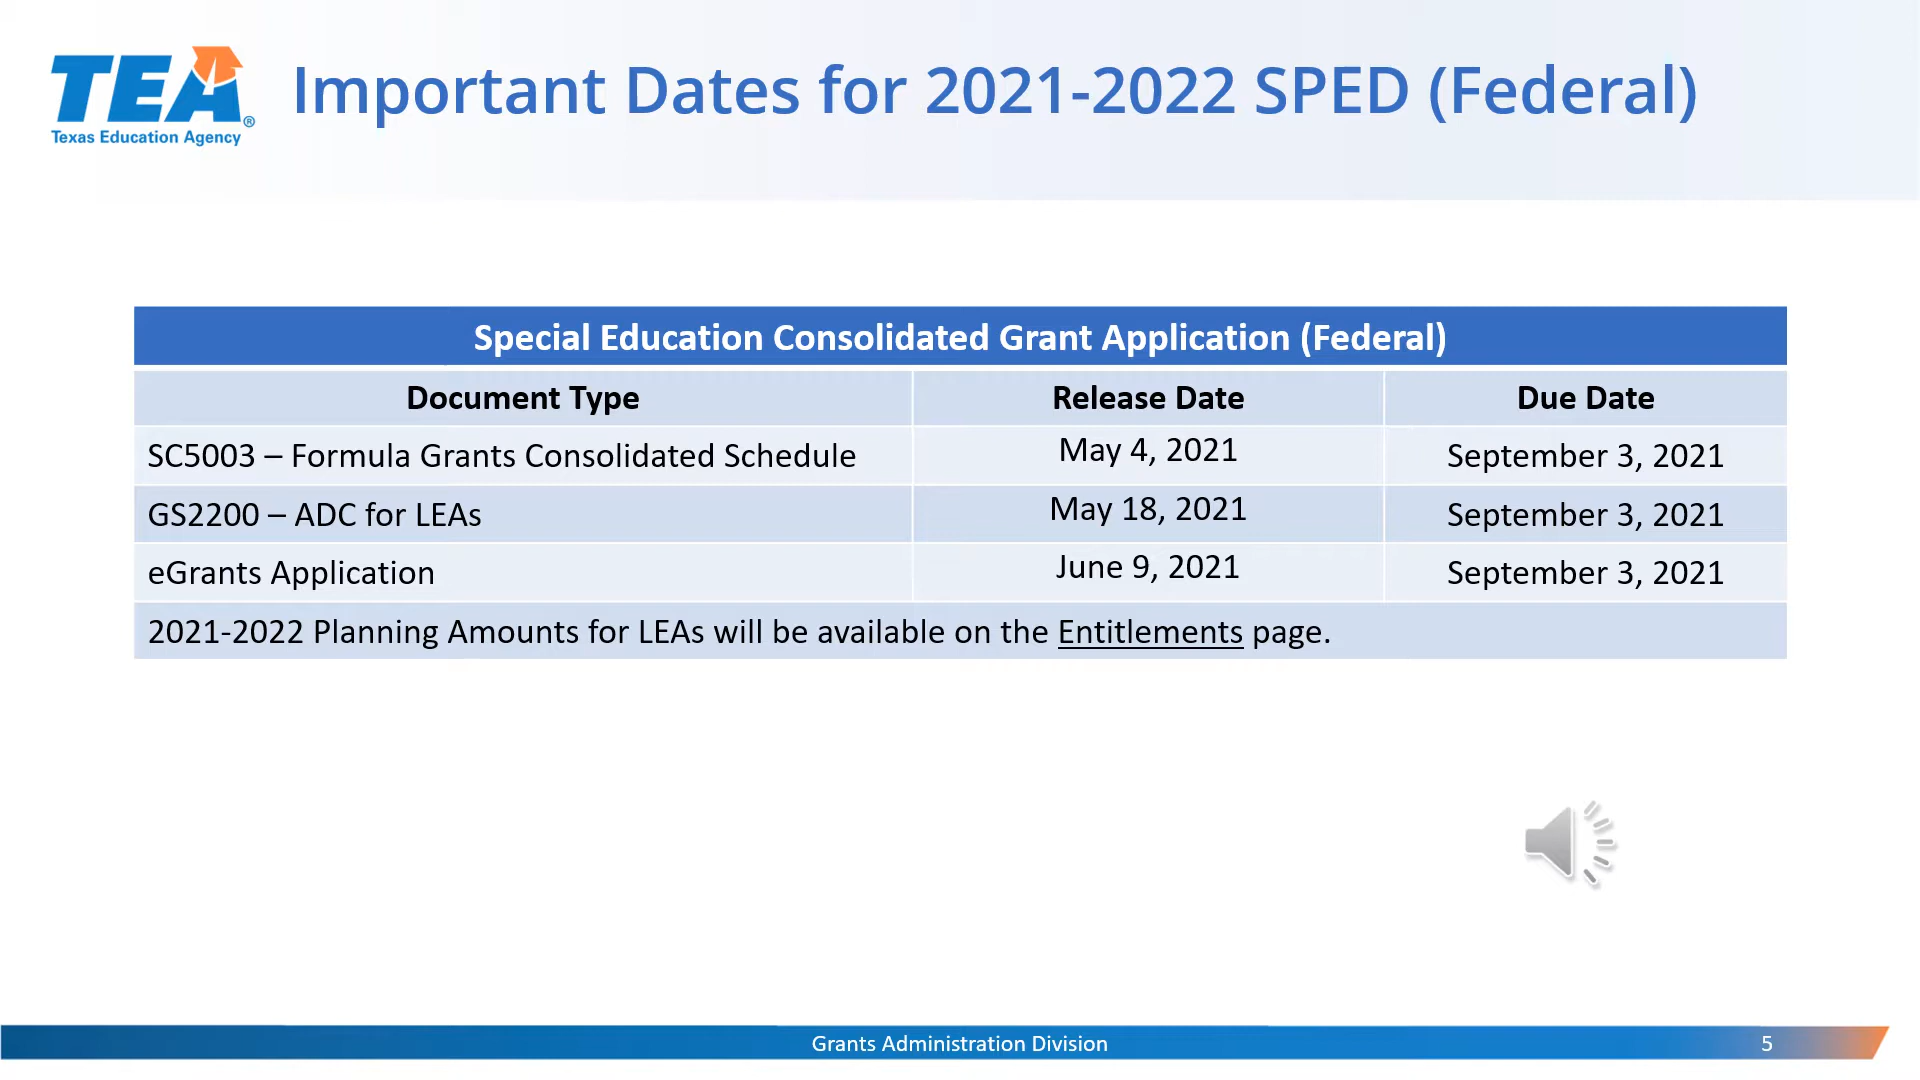 TEA®
Texas Education Agency
Important Dates for 2021-2022 SPED (Federal)
Special Education Consolidated Grant Application (Federal)
Document Type Release Date Due Date
SC5003 – Formula Grants Consolidated Schedule May 4, 2021 September 3, 2021
GS2200 – ADC for LEAs May 18, 2021 September 3, 2021
eGrants Application June 9, 2021 September 3, 2021
2021-2022 Planning Amounts for LEAs will be available on the Entitlements page.
Grants Administration Division 5